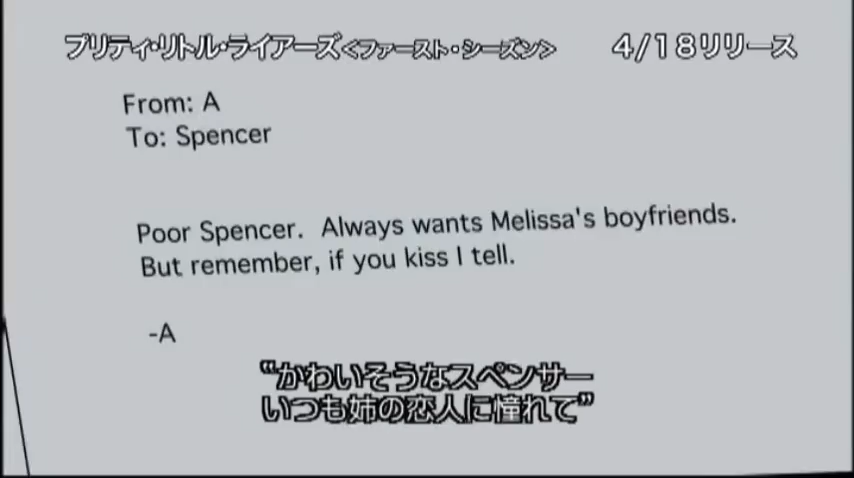 プリティ・リトル・ライアーズ<ファースト・シーズン> 4/18リリース
From: A
To: Spencer
Poor Spencer. Always wants Melissa's boyfriends.
But remember, if you kiss I tell.
-A
“かわいそうなスペンサー
いつも姉の恋人に憧れて”